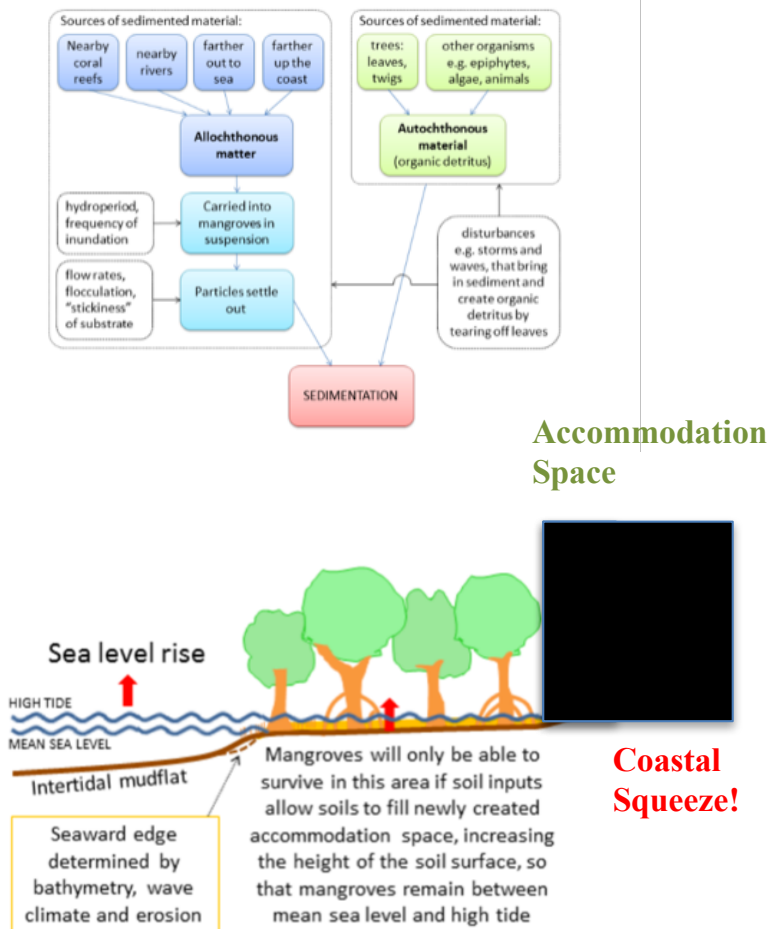 Sources of sedimented material:
Nearby
coral
reefs
nearby
rivers
farther
out to
sea
farther
up the
coast
Allochthonous
matter
hydroperiod,
frequency of
inundation
Carried into
mangroves in
suspension
flow rates,
flocculation,
"stickiness"
of substrate
Particles settle
out
Sources of sedimented material:
trees:
leaves,
twigs
other organisms
e.g. epiphytes,
algae, animals
Autochthonous
material
(organic detritus)
disturbances
e.g. storms and
waves, that bring
in sediment and
create organic
detritus by
tearing off leaves
SEDIMENTATION
Accommodation
Space
Sea level rise
HIGH TIDE
MEAN SEA LEVEL
Intertidal mudflat
Seaward edge
determined by
bathymetry, wave
climate and erosion
Mangroves will only be able to
survive in this area if soil inputs
allow soils to fill newly created
accommodation space, increasing
the height of the soil surface, so
that mangroves remain between
mean sea level and high tide
Coastal
Squeeze!